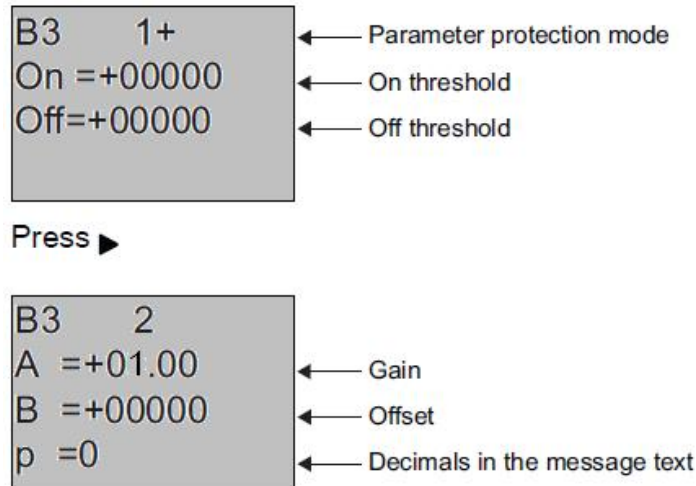 B3 1+ Parameter protection mode
On =+00000 On threshold
Off=+00000 Off threshold
Press
B3 2
A =+01.00 Gain
B =+00000 Offset
p =0 Decimals in the message text